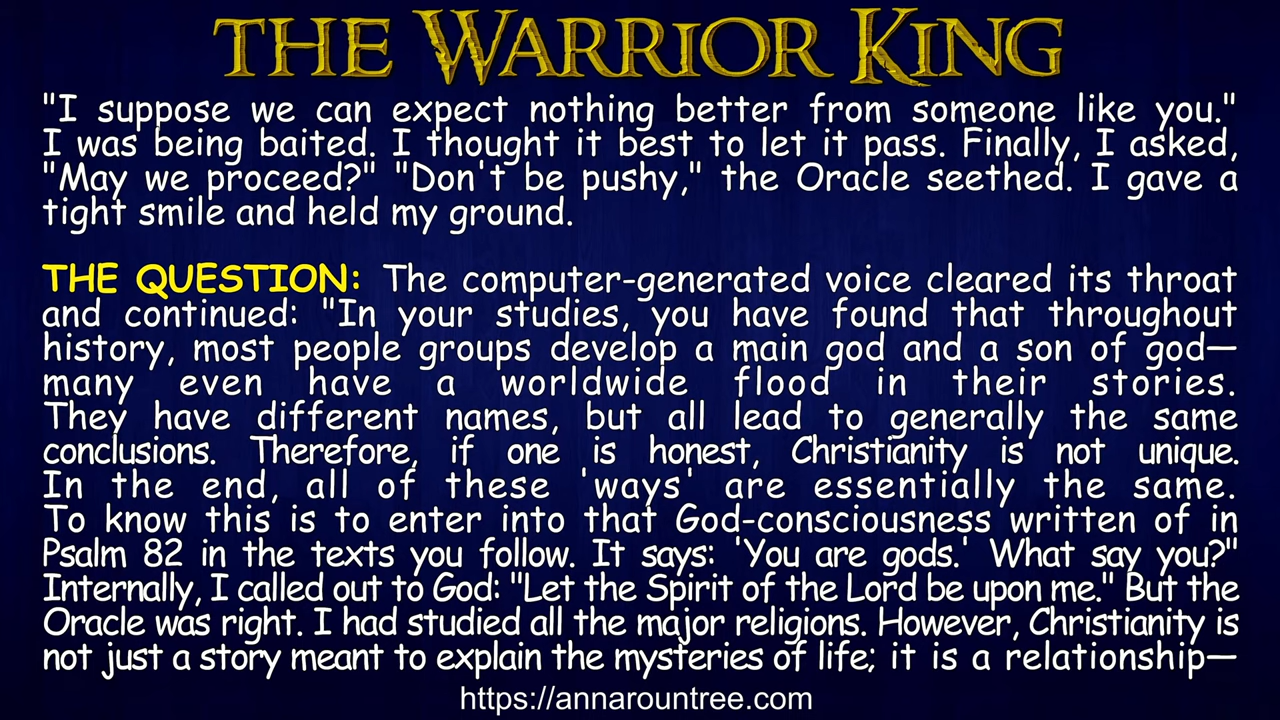 THE WARRIOR KING
"I suppose we can expect nothing better from someone like you."
I was being baited. I thought it best to let it pass. Finally, I asked,
"May we proceed?" "Don't be pushy," the Oracle seethed. I gave a
tight smile and held my ground.
THE QUESTION: The computer-generated voice cleared its throat
and continued: "In your studies, you have found that throughout
history, most people groups develop a main god and a son of god—
many even have a worldwide flood in their stories.
They have different names, but all lead to generally the same
conclusions. Therefore, if one is honest, Christianity is not unique.
In the end, all of these 'ways' are essentially the same.
To know this is to enter into that God-consciousness written of in
Psalm 82 in the texts you follow. It says: 'You are gods.' What say you?"
Internally, I called out to God: "Let the Spirit of the Lord be upon me." But the
Oracle was right. I had studied all the major religions. However, Christianity is
not just a story meant to explain the mysteries of life; it is a relationship—
https://annarountree.com